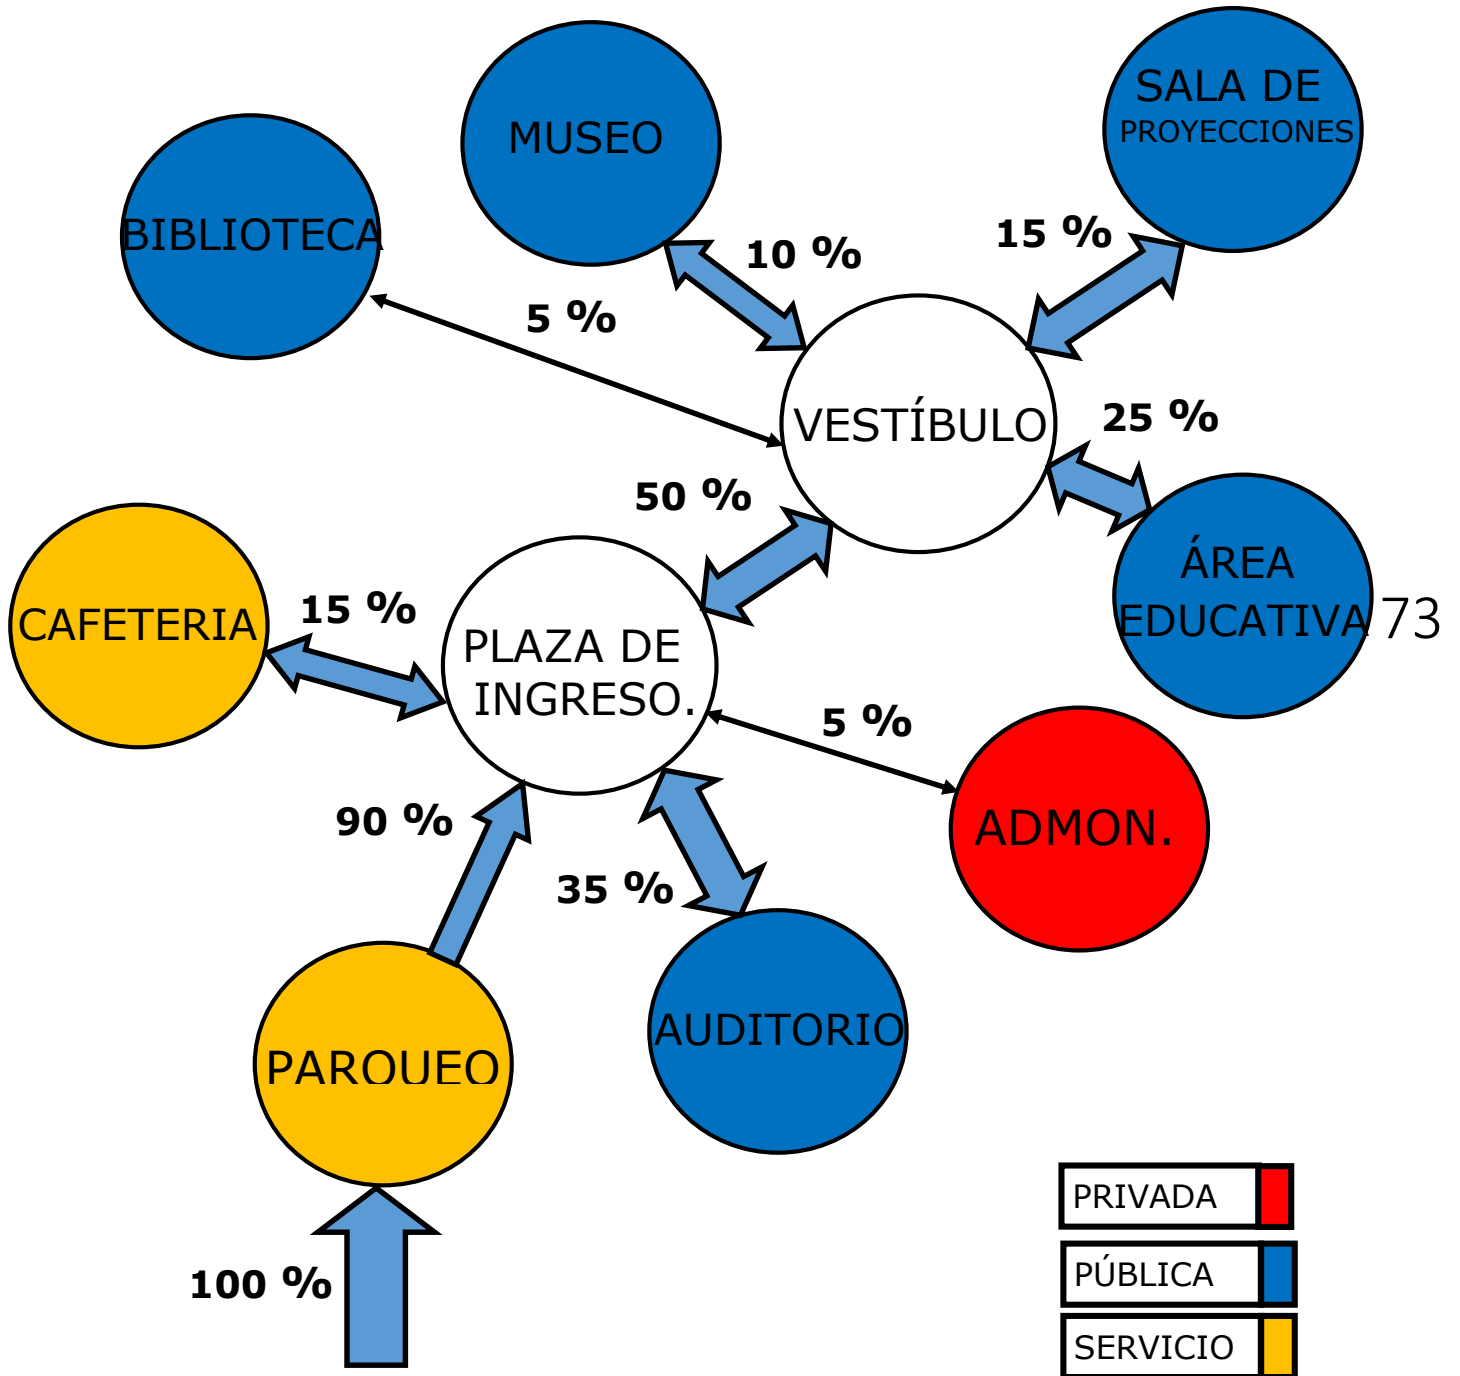 SALA DE
PROYECCIONES
MUSEO
BIBLIOTECA
15 %
10 %
5 %
VESTÍBULO
25 %
50 %
ÁREA
EDUCATIVA
73
CAFETERIA
15 %
PLAZA DE
INGRESO.
5 %
ADMON.
90 %
35 %
AUDITORIO
PARQUEO
100 %
PRIVADA
PÚBLICA
SERVICIO